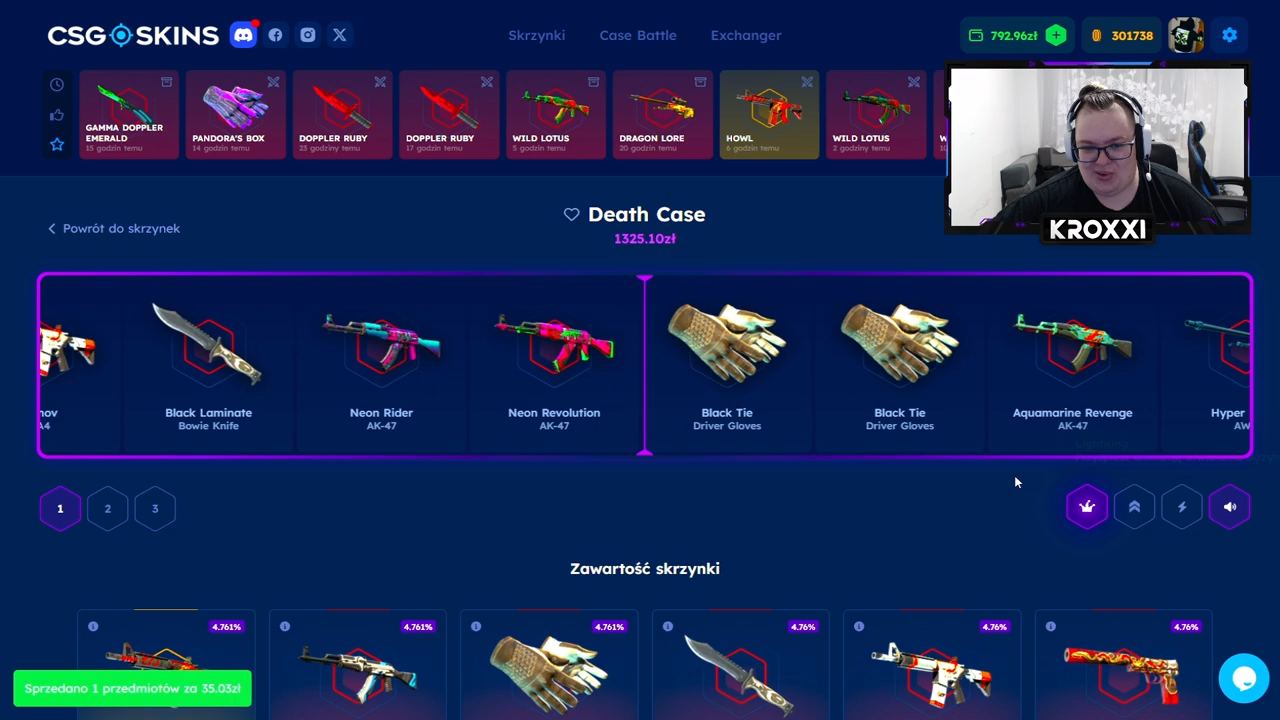 CSG SKINS
Skrzynki
Case Battle
Exchanger
792.96zł
301738
GAMMA DOPPLER
EMERALD
15 godzin temu
PANDORA'S BOX
14 godzin temu
DOPPLER RUBY
23 godziny temu
DOPPLER RUBY
17 godzin temu
WILD LOTUS
5 godzin temu
DRAGON LORE
20 godzin temu
HOWL
6 godzin temu
WILD LOTUS
2 godziny temu
KROXXI
Powrót do skrzynek
Death Case
1325.10zł
nov
A4
Black Laminate
Bowie Knife
Neon Rider
AK-47
Neon Revolution
AK-47
Black Tie
Driver Gloves
Black Tie
Driver Gloves
Aquamarine Revenge
AK-47
Hyper
AW
1
2
3
Zawartość skrzynki
4.761%
4.761%
4.761%
4.76%
4.76%
4.76%
Sprzedano 1 przedmiotów za 35.03zł